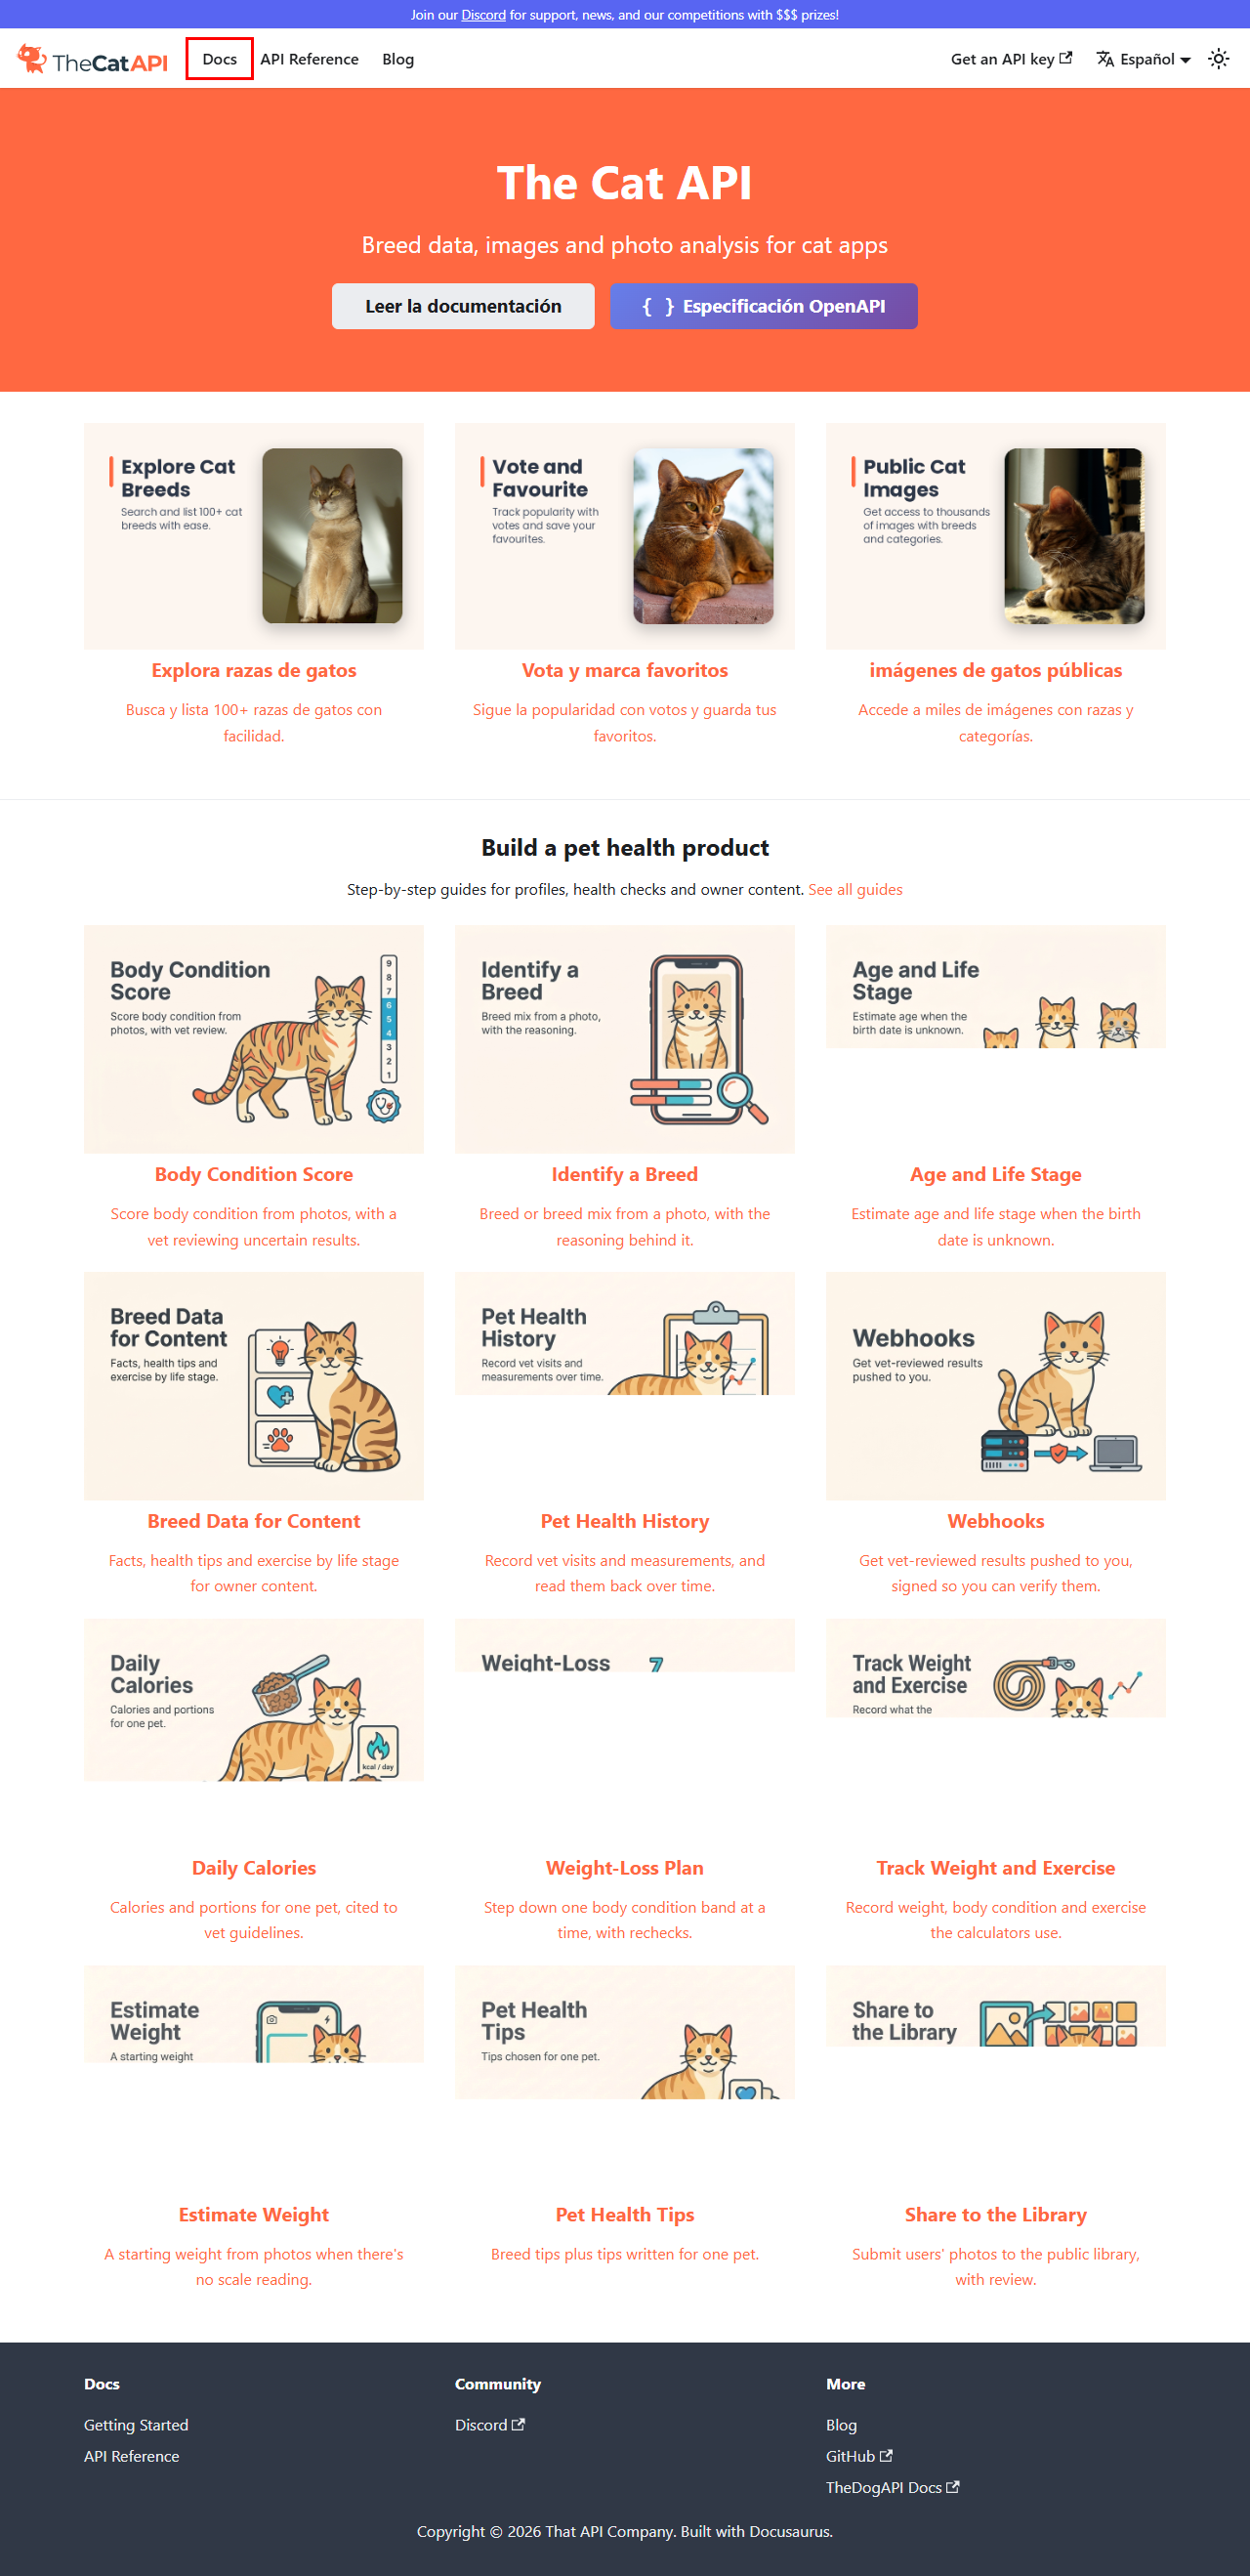 Join our Discord for support, news, and our competitions with $$$ prizes!
TheCatAPI
Docs
API Reference
Blog
Get an API key
Español
The Cat API
Breed data, images and photo analysis for cat apps
Leer la documentación
{ } Especificación OpenAPI
Explore Cat
Breeds
Search and list 100+ cat
breeds with ease.
Explora razas de gatos
Busca y lista 100+ razas de gatos con
facilidad.
Vote and
Favourite
Track popularity with
votes and save your
favourites.
Vota y marca favoritos
Sigue la popularidad con votos y guarda tus
favoritos.
Public Cat
Images
Get access to thousands
of images with breeds
and categories.
imágenes de gatos públicas
Accede a miles de imágenes con razas y
categorías.
Build a pet health product
Step-by-step guides for profiles, health checks and owner content. See all guides
Body Condition
Score
Score body condition from
photos, with vet review.
9
8
7
6
5
4
3
2
1
Body Condition Score
Score body condition from photos, with a
vet reviewing uncertain results.
Identify a
Breed
Breed mix from a photo,
with the reasoning.
Identify a Breed
Breed or breed mix from a photo, with the
reasoning behind it.
Age and Life
Stage
Estimate age when the
birth date is unknown.
Age and Life Stage
Estimate age and life stage when the birth
date is unknown.
Breed Data
for Content
Facts, health tips and
exercise by life stage.
Breed Data for Content
Facts, health tips and exercise by life stage
for owner content.
Pet Health
History
Record vet visits and
measurements over time.
Pet Health History
Record vet visits and measurements, and
read them back over time.
Webhooks
Get vet-reviewed results
pushed to you.
Webhooks
Get vet-reviewed results pushed to you,
signed so you can verify them.
Daily
Calories
Calories and portions
for one pet.
kcal / day
Daily Calories
Calories and portions for one pet, cited to
vet guidelines.
Weight-Loss
7
Weight-Loss Plan
Step down one body condition band at a
time, with rechecks.
Track Weight
and Exercise
Record what the
Track Weight and Exercise
Record weight, body condition and exercise
the calculators use.
Estimate
Weight
A starting weight
Estimate Weight
A starting weight from photos when there's
no scale reading.
Pet Health
Tips
Tips chosen for one pet.
Pet Health Tips
Breed tips plus tips written for one pet.
Share to
the Library
Share to the Library
Submit users' photos to the public library,
with review.
Docs
Getting Started
API Reference
Community
Discord
More
Blog
GitHub
TheDogAPI Docs
Copyright © 2026 That API Company. Built with Docusaurus.